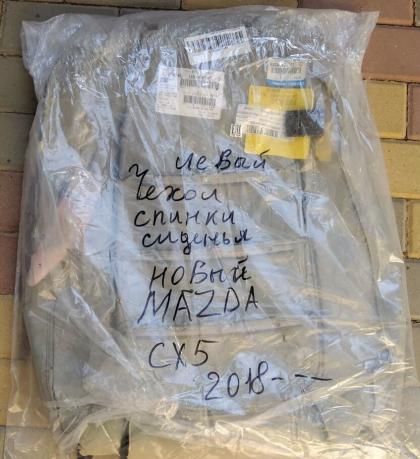 левый
Чехол
спинки
сиденья
новый
MAZDA
CX5
2018---